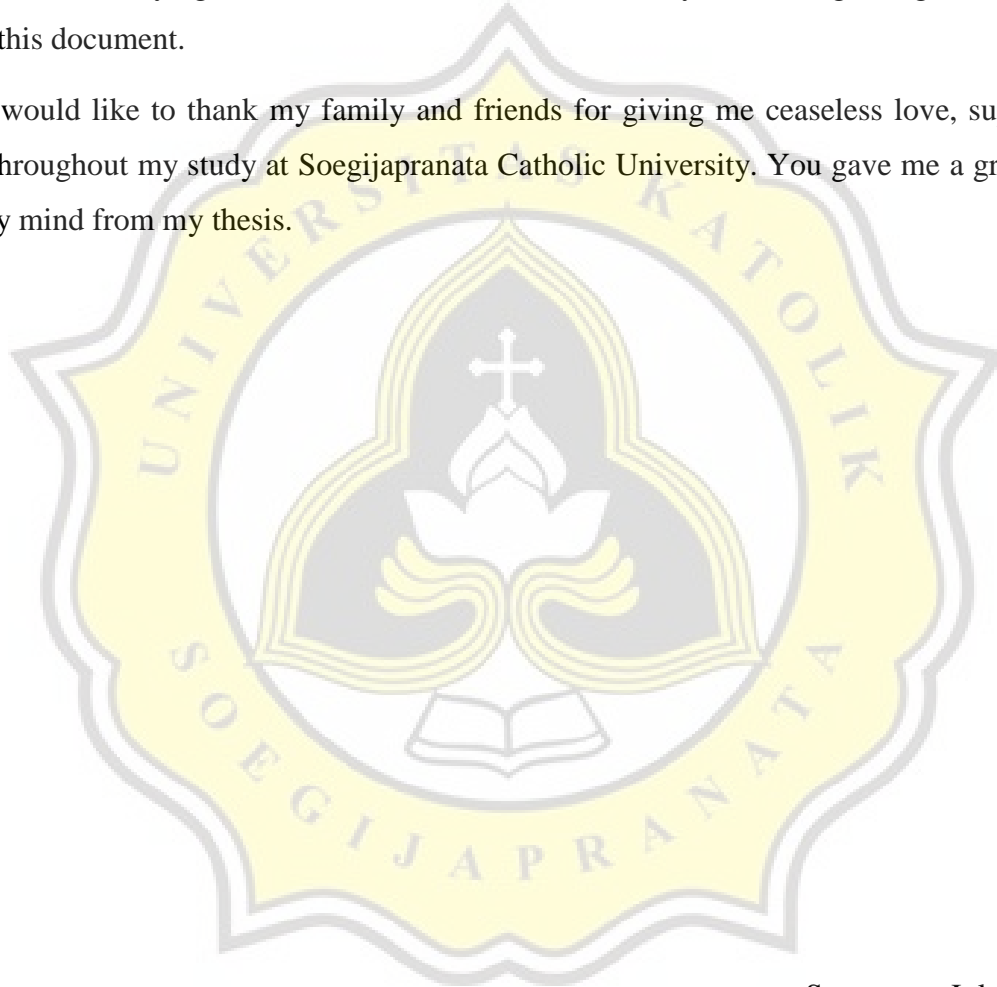 this document.
would like to thank my family and friends for giving me ceaseless love, su
hroughout my study at Soegijapranata Catholic University. You gave me a gr
y mind from my thesis.
UNIVERSITAS KATOLIK
SOEGIJAPRANATA